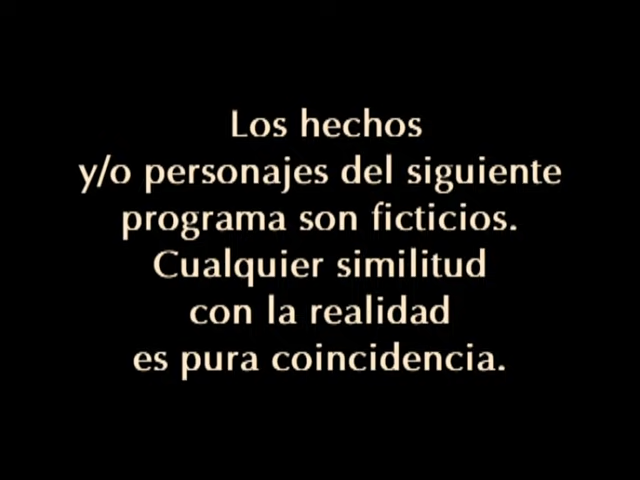 Los hechos
y/o personajes del siguiente
programa son ficticios.
Cualquier similitud
con la realidad
es pura coincidencia.